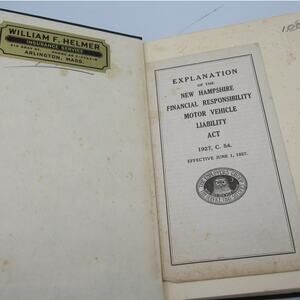 WILLIAM F. HELMER
INSURANCE SERVICE
ARLINGTON, MASS.
EXPLANATION
OF THE
NEW HAMPSHIRE
FINANCIAL RESPONSIBILITY
MOTOR VEHICLE
LIABILITY
ACT
1927, C. 54.
EFFECTIVE JUNE 1, 1927.